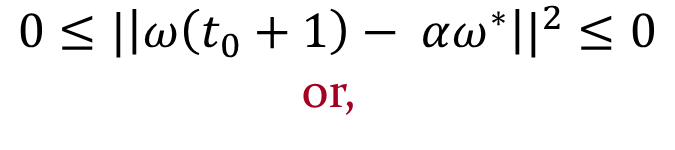 0 ≤ ||ω(t₀ + 1) − αω*||² ≤ 0
or,